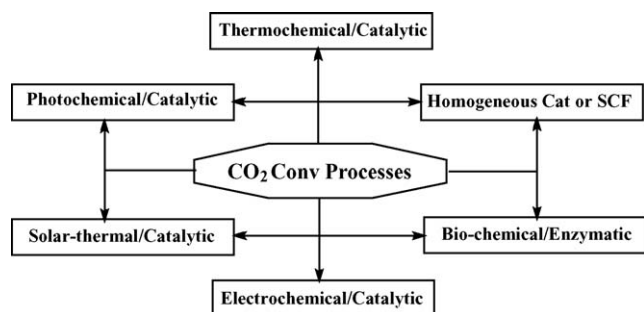 Thermochemical/Catalytic
Photochemical/Catalytic
Homogeneous Cat or SCF
CO₂ Conv Processes
Solar-thermal/Catalytic
Bio-chemical/Enzymatic
Electrochemical/Catalytic